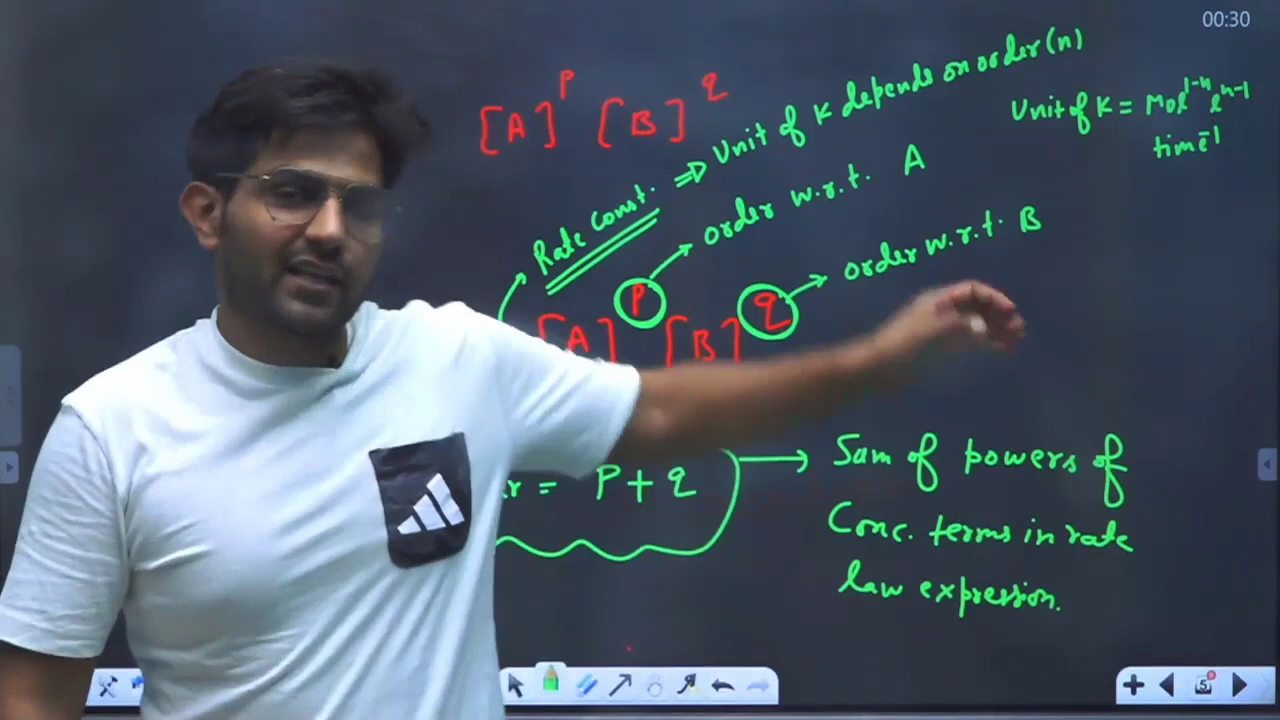 00:30
[A]^p [B]^q
Rate Const. ⇒ Unit of K depends on order (n)
Unit of K = Mol^1-n l^n-1
time^-1
order w.r.t. A
order w.r.t. B
[A]^p [B]^q
= p + q → Sum of powers of
Conc. terms in rate
law expression.
5